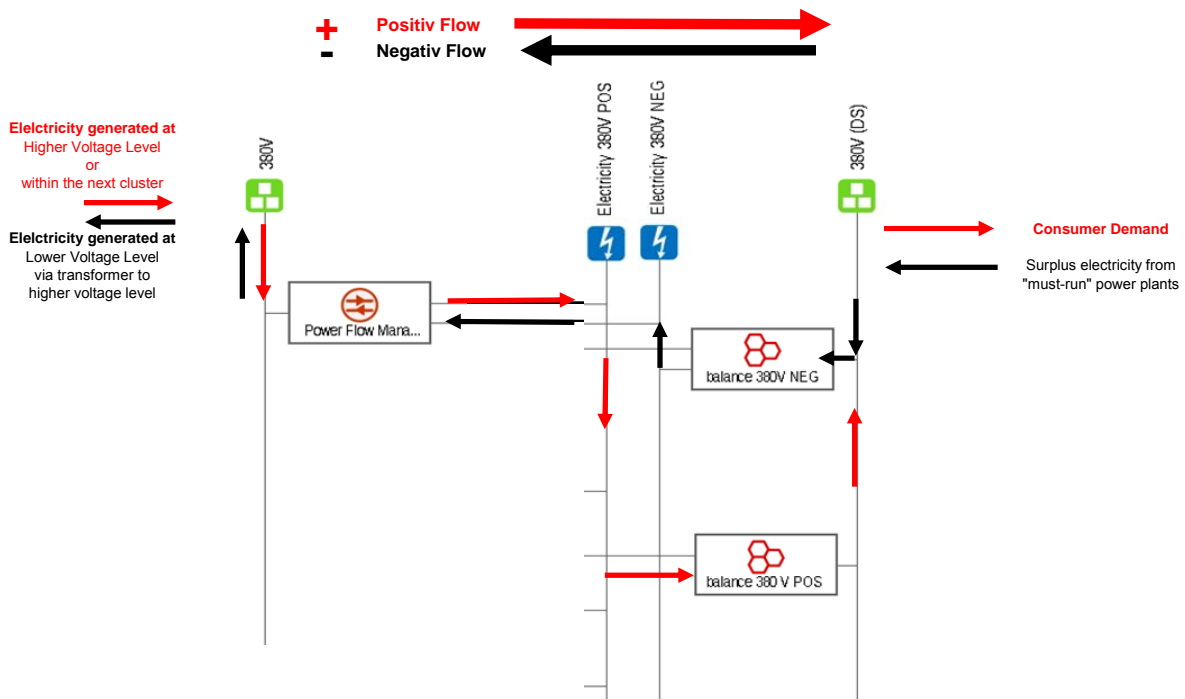 + Positiv Flow
- Negativ Flow
Elelctricity generated at
Higher Voltage Level
or
within the next cluster
Elelctricity generated at
Lower Voltage Level
via transformer to
higher voltage level
380V
Electricity 380V POS
Electricity 380V NEG
380V (DS)
Consumer Demand
Surplus electricity from
"must-run" power plants
Power Flow Mana...
balance 380V NEG
balance 380 V POS